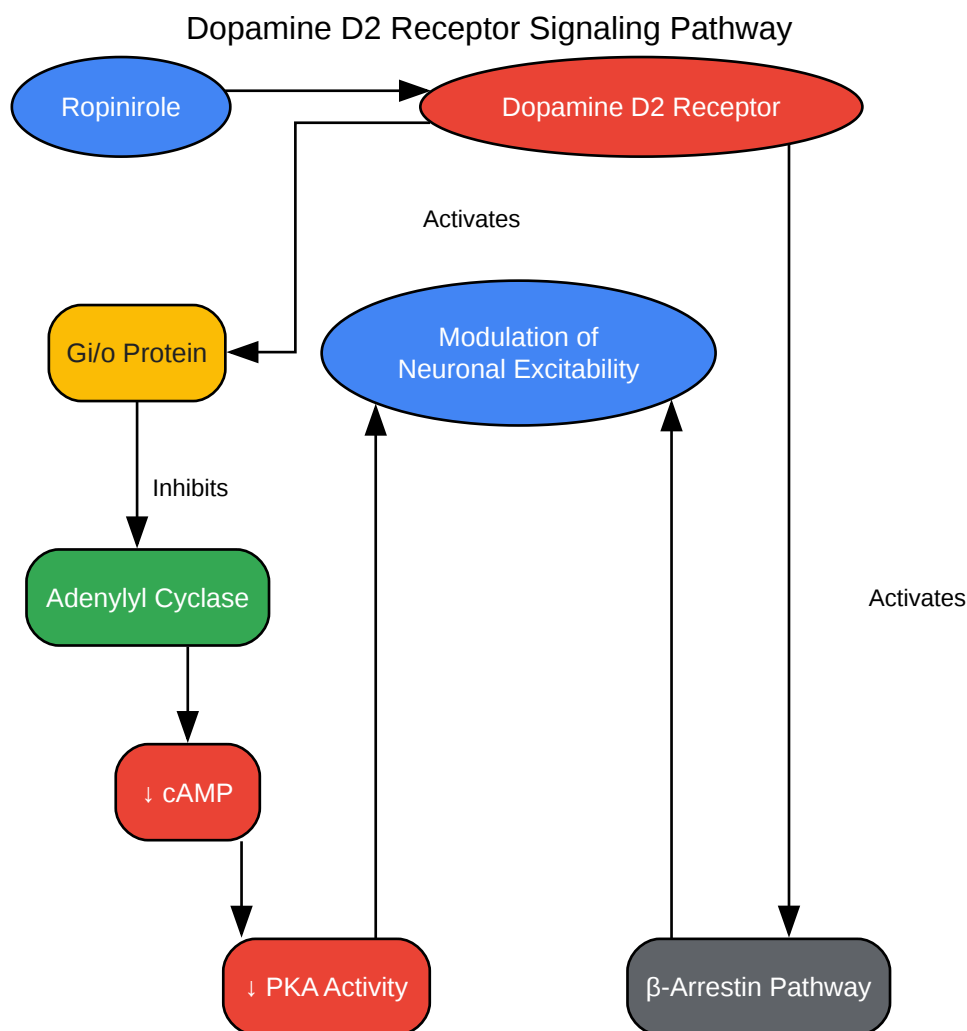 Dopamine D2 Receptor Signaling Pathway
Ropinirole
Dopamine D2 Receptor
Activates
Modulation of
Neuronal Excitability
Gi/o Protein
Inhibits
Adenylyl Cyclase
Activates
↓ cAMP
↓ PKA Activity
β-Arrestin Pathway